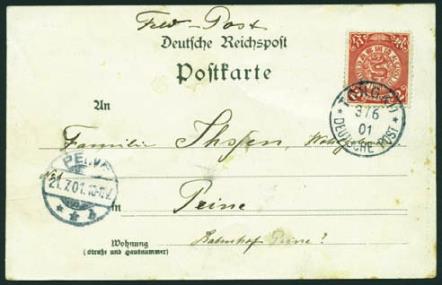 Feld-Post
Deutsche Reichspost
Postkarte
An
Familie
in Peine
Bahnhof Peine?
Wohnung
(Straße und Hausnummer)
3/6
01
DEUTSCHE POST
PEINE
21.7.01.